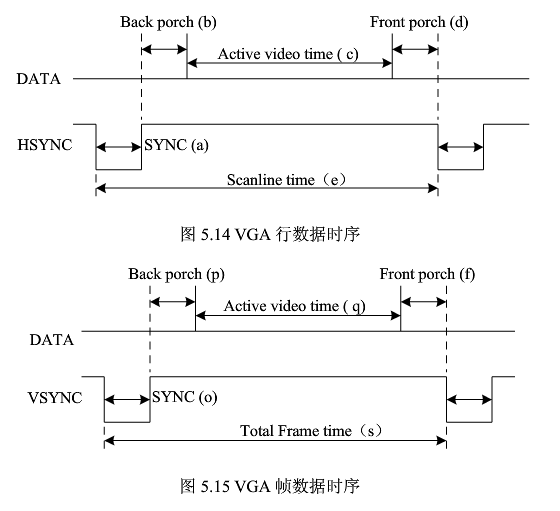 Back porch (b) Front porch (d)
Active video time ( c)
DATA
HSYNC SYNC (a)
Scanline time（e）
图 5.14 VGA 行数据时序
Back porch (p) Front porch (f)
Active video time ( q)
DATA
VSYNC SYNC (o)
Total Frame time（s）
图 5.15 VGA 帧数据时序